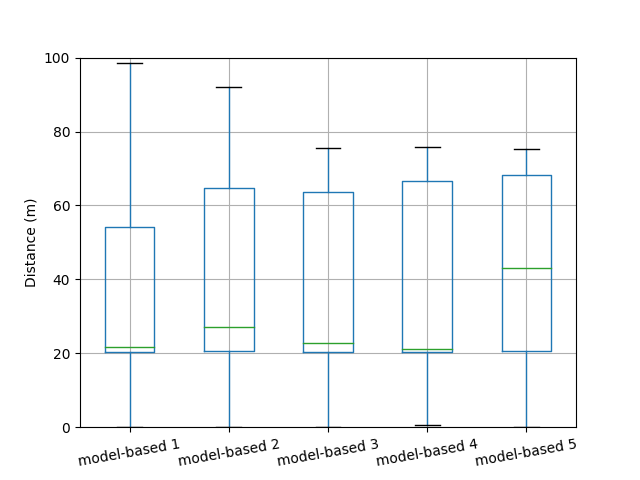 100
80
60
40
20
0
Distance (m)
model-based 1
model-based 2
model-based 3
model-based 4
model-based 5